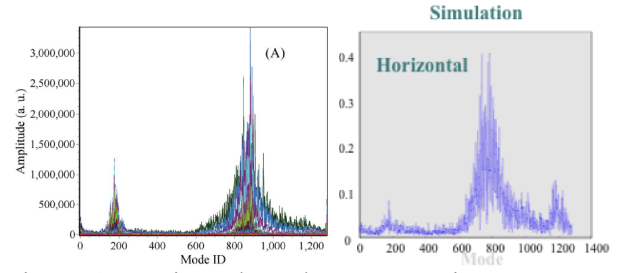 Simulation
(A)
Horizontal
Amplitude (a. u.)
3,000,000
2,500,000
2,000,000
1,500,000
1,000,000
500,000
0
0 200 400 600 800 1,000 1,200
Mode ID
0.4
0.3
0.2
0.1
0
0 200 400 600 800 1000 1200 1400
Mode